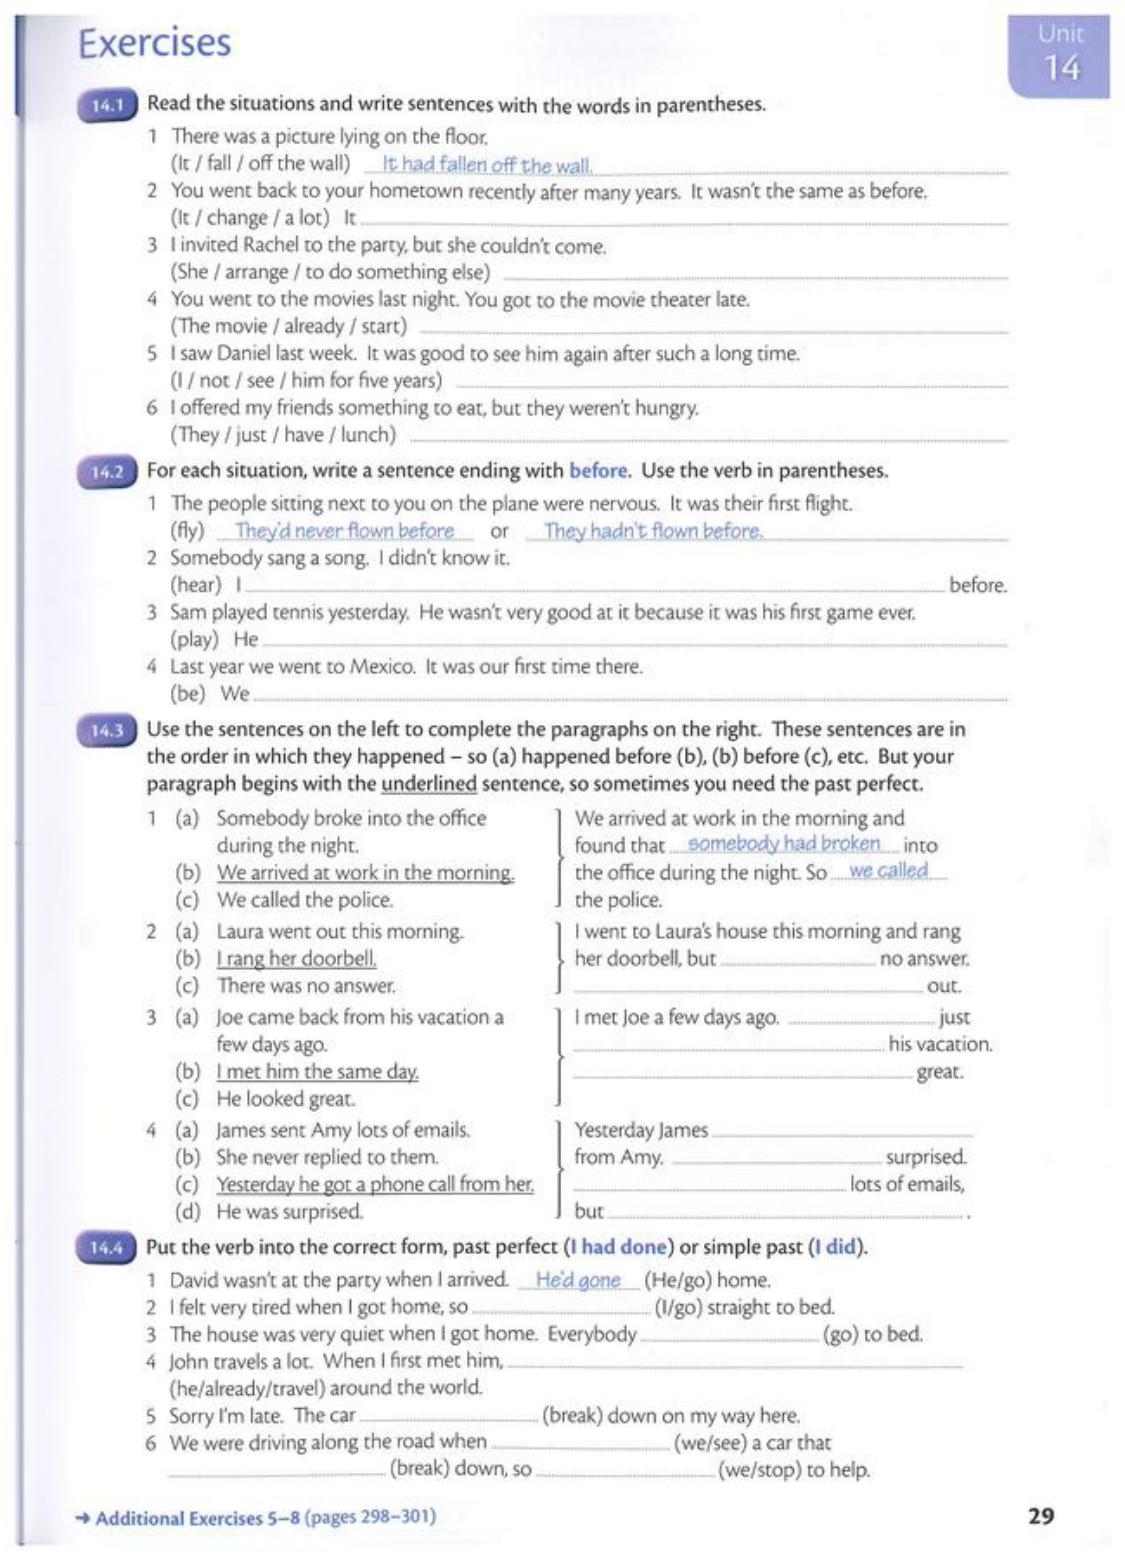 Exercises
Unit
14
14.1 Read the situations and write sentences with the words in parentheses.
1 There was a picture lying on the floor.
(It / fall / off the wall) It had fallen off the wall.
2 You went back to your hometown recently after many years. It wasn't the same as before.
(It / change / a lot) It
3 I invited Rachel to the party, but she couldn't come.
(She / arrange / to do something else)
4 You went to the movies last night. You got to the movie theater late.
(The movie / already / start)
5 I saw Daniel last week. It was good to see him again after such a long time.
(I / not / see / him for five years)
6 I offered my friends something to eat, but they weren't hungry.
(They / just / have / lunch)
14.2 For each situation, write a sentence ending with before. Use the verb in parentheses.
1 The people sitting next to you on the plane were nervous. It was their first flight.
(fly) They'd never flown before or They hadn't flown before.
2 Somebody sang a song. I didn't know it.
(hear) I before.
3 Sam played tennis yesterday. He wasn't very good at it because it was his first game ever.
(play) He
4 Last year we went to Mexico. It was our first time there.
(be) We
14.3 Use the sentences on the left to complete the paragraphs on the right. These sentences are in
the order in which they happened – so (a) happened before (b), (b) before (c), etc. But your
paragraph begins with the underlined sentence, so sometimes you need the past perfect.
1 (a) Somebody broke into the office
during the night.
(b) We arrived at work in the morning.
(c) We called the police.
We arrived at work in the morning and
found that somebody had broken into
the office during the night. So we called
the police.
2 (a) Laura went out this morning.
(b) I rang her doorbell.
(c) There was no answer.
I went to Laura's house this morning and rang
her doorbell, but no answer.
out.
3 (a) Joe came back from his vacation a
few days ago.
(b) I met him the same day.
(c) He looked great.
I met Joe a few days ago. just
his vacation.
great.
4 (a) James sent Amy lots of emails.
(b) She never replied to them.
(c) Yesterday he got a phone call from her.
(d) He was surprised.
Yesterday James
from Amy. surprised.
lots of emails,
but .
14.4 Put the verb into the correct form, past perfect (I had done) or simple past (I did).
1 David wasn't at the party when I arrived. He'd gone (He/go) home.
2 I felt very tired when I got home, so (I/go) straight to bed.
3 The house was very quiet when I got home. Everybody (go) to bed.
4 John travels a lot. When I first met him,
(he/already/travel) around the world.
5 Sorry I'm late. The car (break) down on my way here.
6 We were driving along the road when (we/see) a car that
(break) down, so (we/stop) to help.
→ Additional Exercises 5–8 (pages 298–301)
29